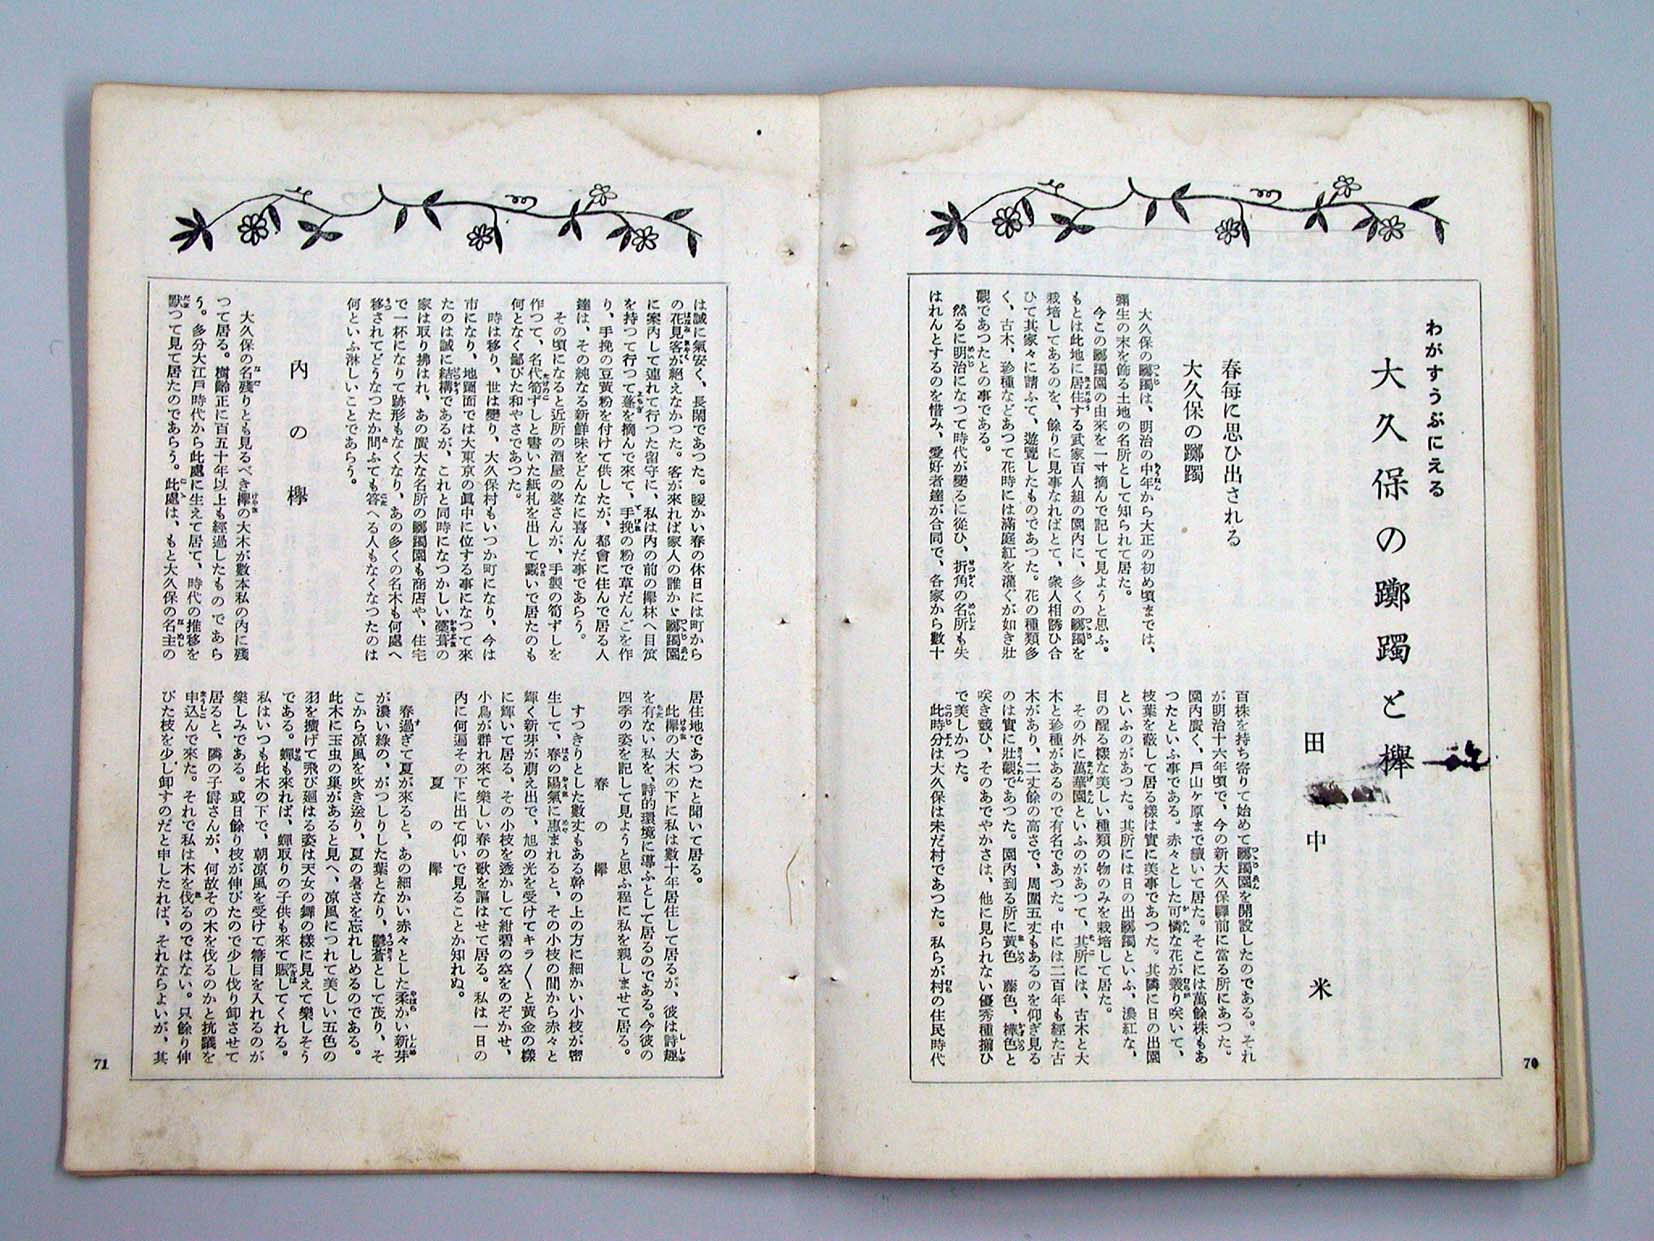 わがすうぶにえる
大久保の躑躅と欅
田中 米
春毎に思ひ出される
大久保の躑躅
大久保の躑躅は、明治の中年から大正の初め頃までは、
彌生の末を飾る土地の名所として知られて居た。
今この躑躅園の由來を一寸摘んで記して見ようと思ふ。
もとは此地に居住する武家百人組の園内に、多くの躑躅を
栽培してあるのを、餘りに見事なればとて、衆人相誘ひ合
ひて其家々に請ふて、遊覽したものであつた。花の種類多
く、古木、珍種などあつて花時には滿庭紅を灌ぐが如き壯
觀であつたとの事である。
然るに明治になつて時代が變るに從ひ、折角の名所も失
はれんとするのを惜み、愛好者達が合同で、各家から數十
百株を持ち寄りて始めて躑躅園を開設したのである。それ
が明治十六年頃で、今の新大久保驛前に當る所にあつた。
園内廣く、戸山ヶ原まで續いて居た。そこには萬餘株もあ
つたといふ事である。赤々とした可憐な花が叢り咲いて、
枝葉を蔽して居る樣は實に美事であつた。其隣に日の出園
といふのがあつた。其所には日の出躑躅といふ、濃紅な、
目の醒る樣な美しい種類の物のみを栽培して居た。
その外に萬華園といふのがあつて、其所には、古木と大
木と珍種があるので有名であつた。中には二百年も經た古
木があり、二丈餘の高さで、周圍五丈もあるのを仰ぎ見る
のは實に壯觀であつた。園内到る所に黃色、藤色、樺色と
咲き競ひ、そのあでやかさは、他に見られない優秀種揃ひ
で美しかつた。
此時分は大久保は未だ村であつた。私らが村の住民時代
70
は誠に氣安く、長閑であつた。暖かい春の休日には町から
の花見客が絶えなかつた。客が來れば家人の誰かゞ躑躅園
に案内して連れて行つた留守に、私は内の前の欅林へ目笊
を持つて行つて蓬を摘んで來て、手挽の粉で草だんごを作
り、手挽の豆黃粉を付けて供したが、都會に住んで居る人
達は、その純なる新鮮味をどんなに喜んだ事であらう。
その頃になると近所の酒屋の婆さんが、手製の筍ずしを
作つて、名代筍ずしと書いた紙札を出して鬻いで居たのも
何となく鄙びた和やさであつた。
時は移り、世は變り、大久保村もいつか町になり、今は
市になり、地圖面では大東京の眞中に位する事になつて來
たのは誠に結構であるが、これと同時になつかしい藁葺の
家は取り拂はれ、あの廣大な名所の躑躅園も商店や、住宅
で一杯になりて跡形もなくなり、あの多くの名木も何處へ
移されてどうなつたか問ふても答へる人もなくなつたのは
何といふ淋しいことであらう。
内の欅
大久保の名殘りとも見るべき欅の大木が數本私の内に殘
つて居る。樹齡正に百五十年以上も經過したものであら
う。多分大江戸時代から此處に生えて居て、時代の推移を
默つて見て居たのであらう。此處は、もと大久保の名主の
居住地であつたと聞いて居る。
此欅の大木の下に私は數十年居住して居るが、彼は詩趣
を有ない私を、詩的環境に導ふとして居るのである。今彼の
四季の姿を記して見ようと思ふ程に私を親しませて居る。
春の欅
すつきりとした數丈もある幹の上の方に細かい小枝が密
生して、春の陽氣に惠まれると、その小枝の間から赤々と
輝く新芽が萠え出で、旭の光を受けてキラ〳〵と黃金の樣
に輝いて居る。その小枝を透かして紺碧の空をのぞかせ、
小鳥が群れ來て樂しい春の歌を謳はせて居る。私は一日の
内に何遍その下に出て仰いで見ることか知れぬ。
夏の欅
春過ぎて夏が來ると、あの細かい赤々とした柔かい新芽
が濃い綠の、がつしりした葉となり、鬱蒼として茂り、そ
こから凉風を吹き送り、夏の暑さを忘れしめるのである。
此木に玉虫の巢があると見へ、凉風につれて美しい五色の
羽を擴げて飛び廻はる姿は天女の舞の樣に見えて樂しそう
である。蟬も來れば、蟬取りの子供も來て賑してくれる。
私はいつも此木の下で、朝凉風を受けて箒目を入れるのが
樂しみである。或日餘り枝が伸びたので少し伐り卸させて
居ると、隣の子爵さんが、何故その木を伐るのかと抗議を
申込んで來た。それで私は木を伐るのではない。只餘り伸
びた枝を少し卸すのだと申したれば、それならよいが、其
71